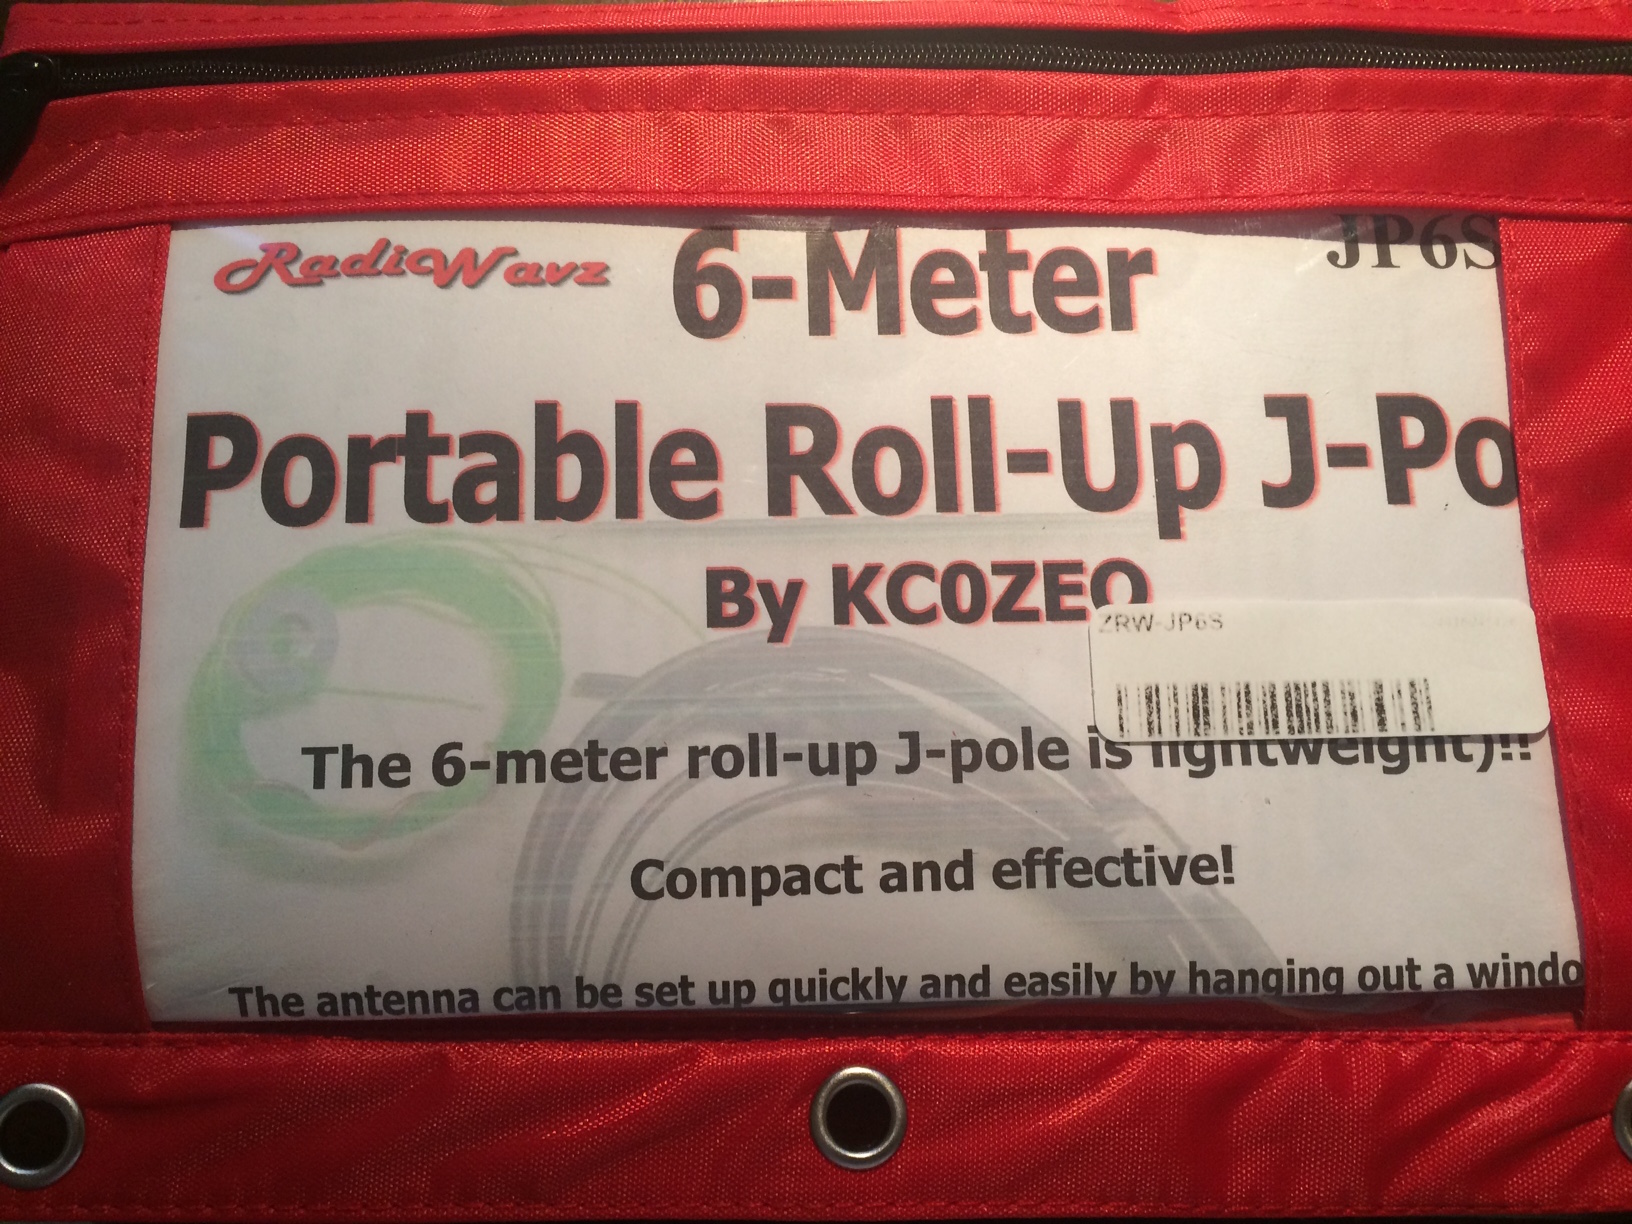 RadioWavz
JP6S
6-Meter
Portable Roll-Up J-Po
By KC0ZEO
ZRW-JP6S
The 6-meter roll-up J-pole is lightweight)!!
Compact and effective!
The antenna can be set up quickly and easily by hanging out a windo